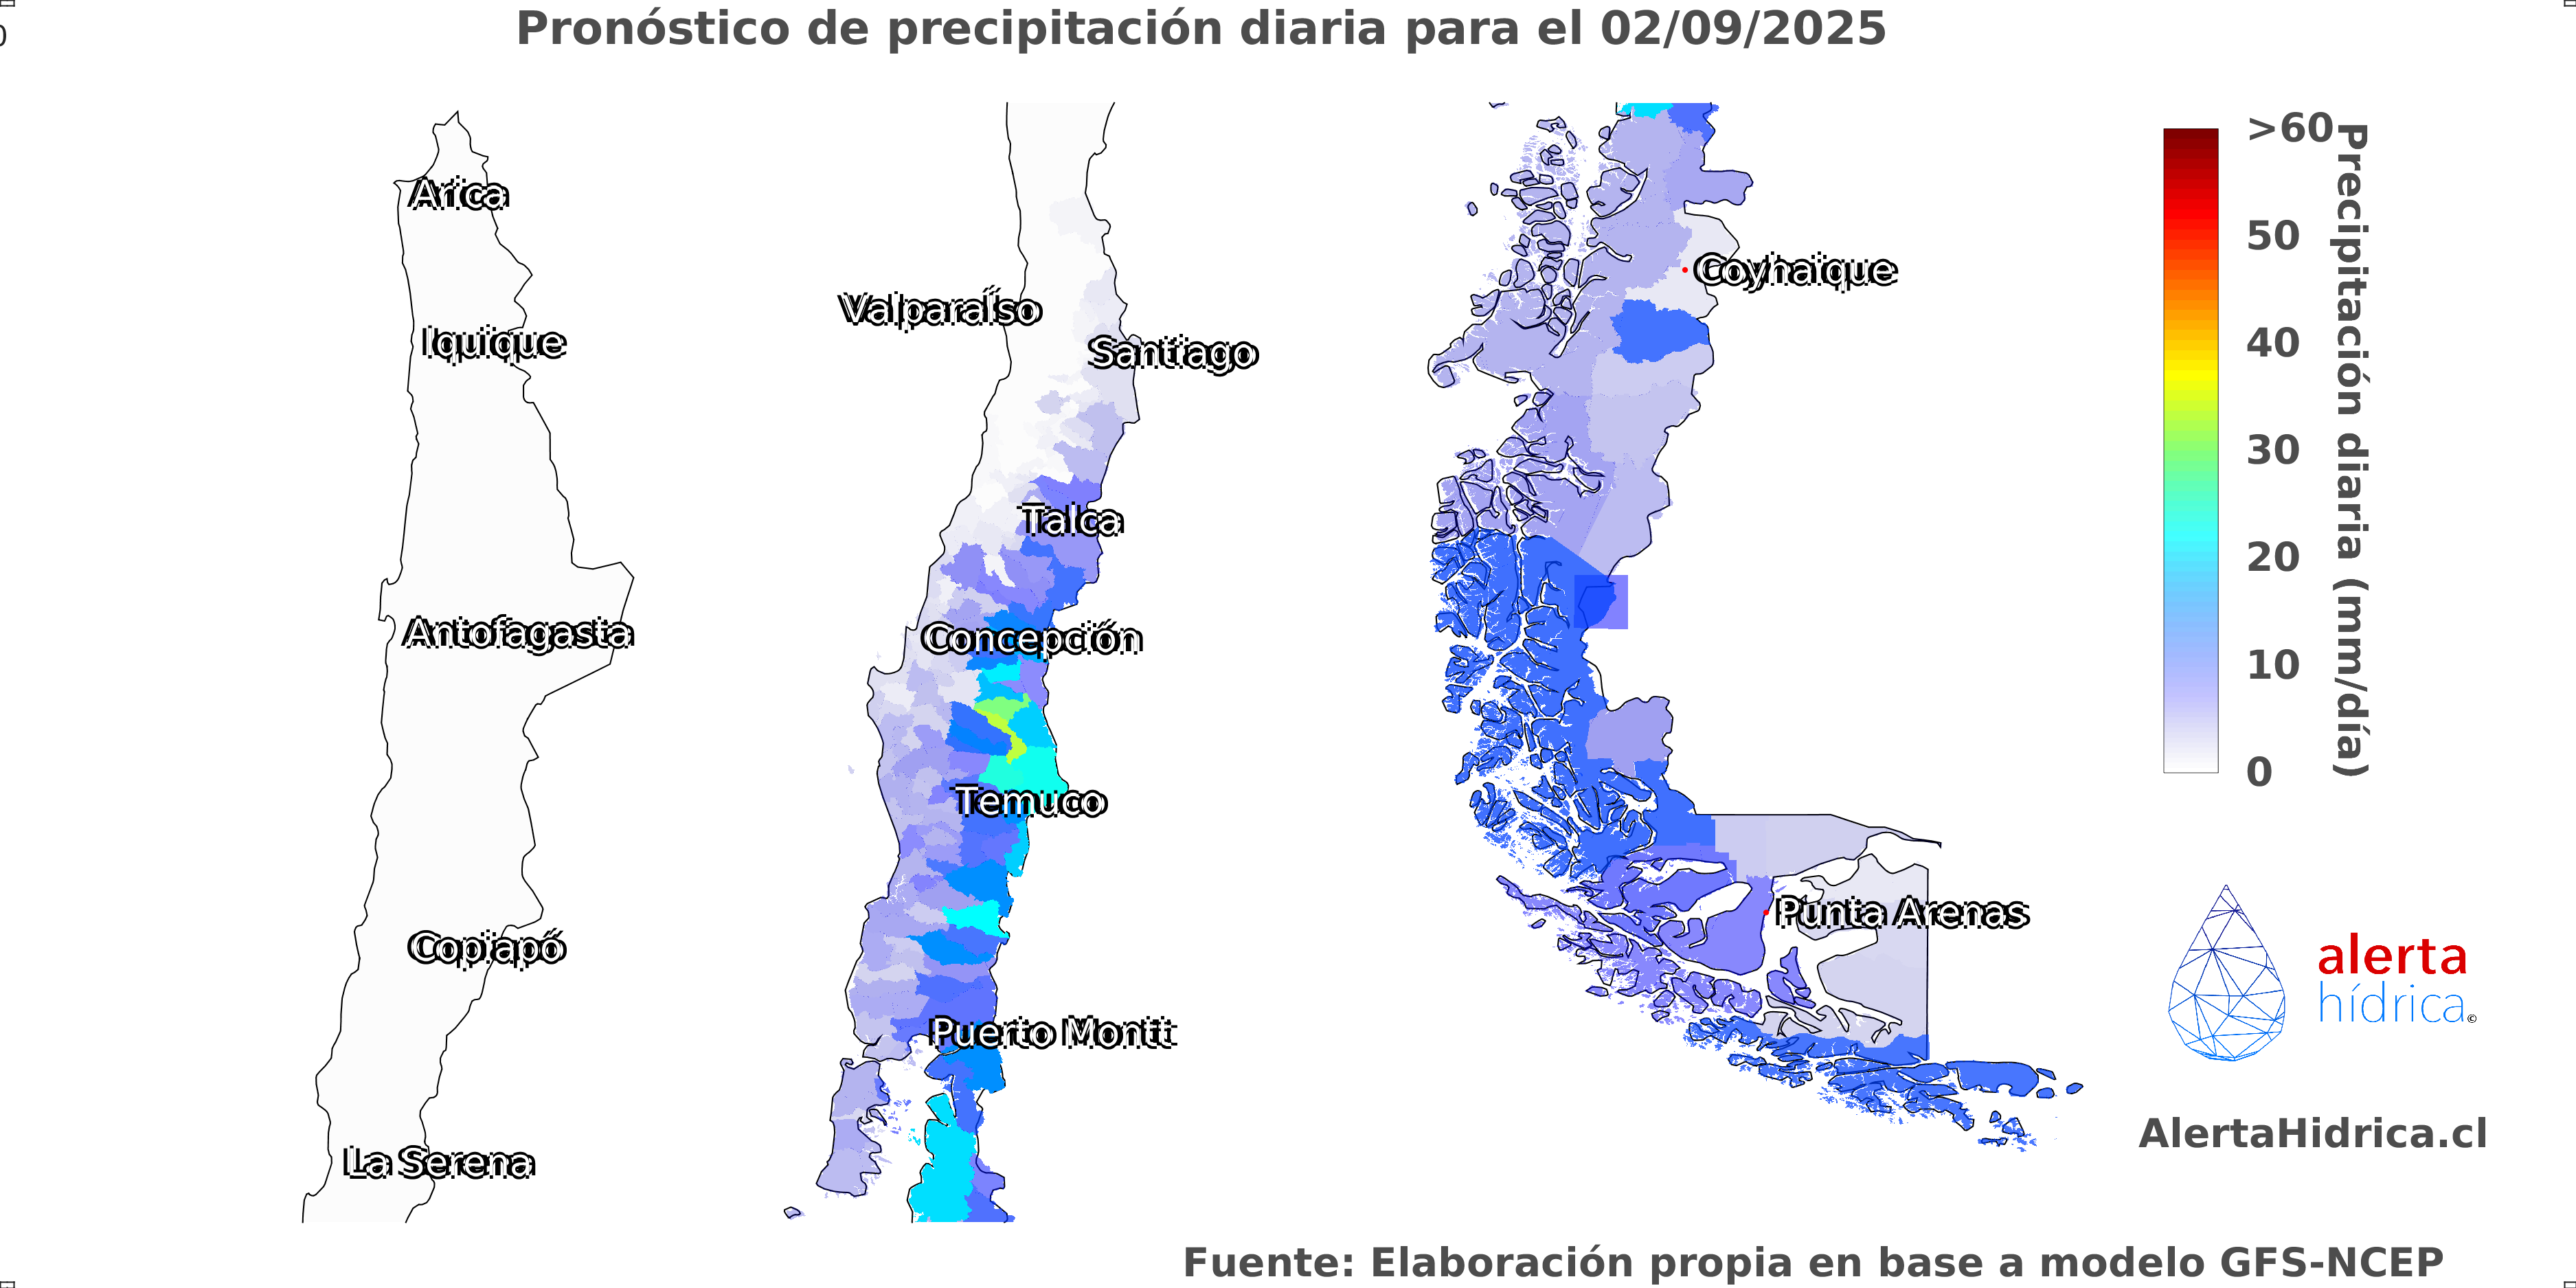 Pronóstico de precipitación diaria para el 02/09/2025
Arica
Iquique
Antofagasta
Copiapó
La Serena
Valparaíso
Santiago
Talca
Concepción
Temuco
Puerto Montt
Coyhaique
Punta Arenas
>60
50
40
30
20
10
0
Precipitación diaria (mm/día)
alerta
hídrica©
AlertaHidrica.cl
Fuente: Elaboración propia en base a modelo GFS-NCEP